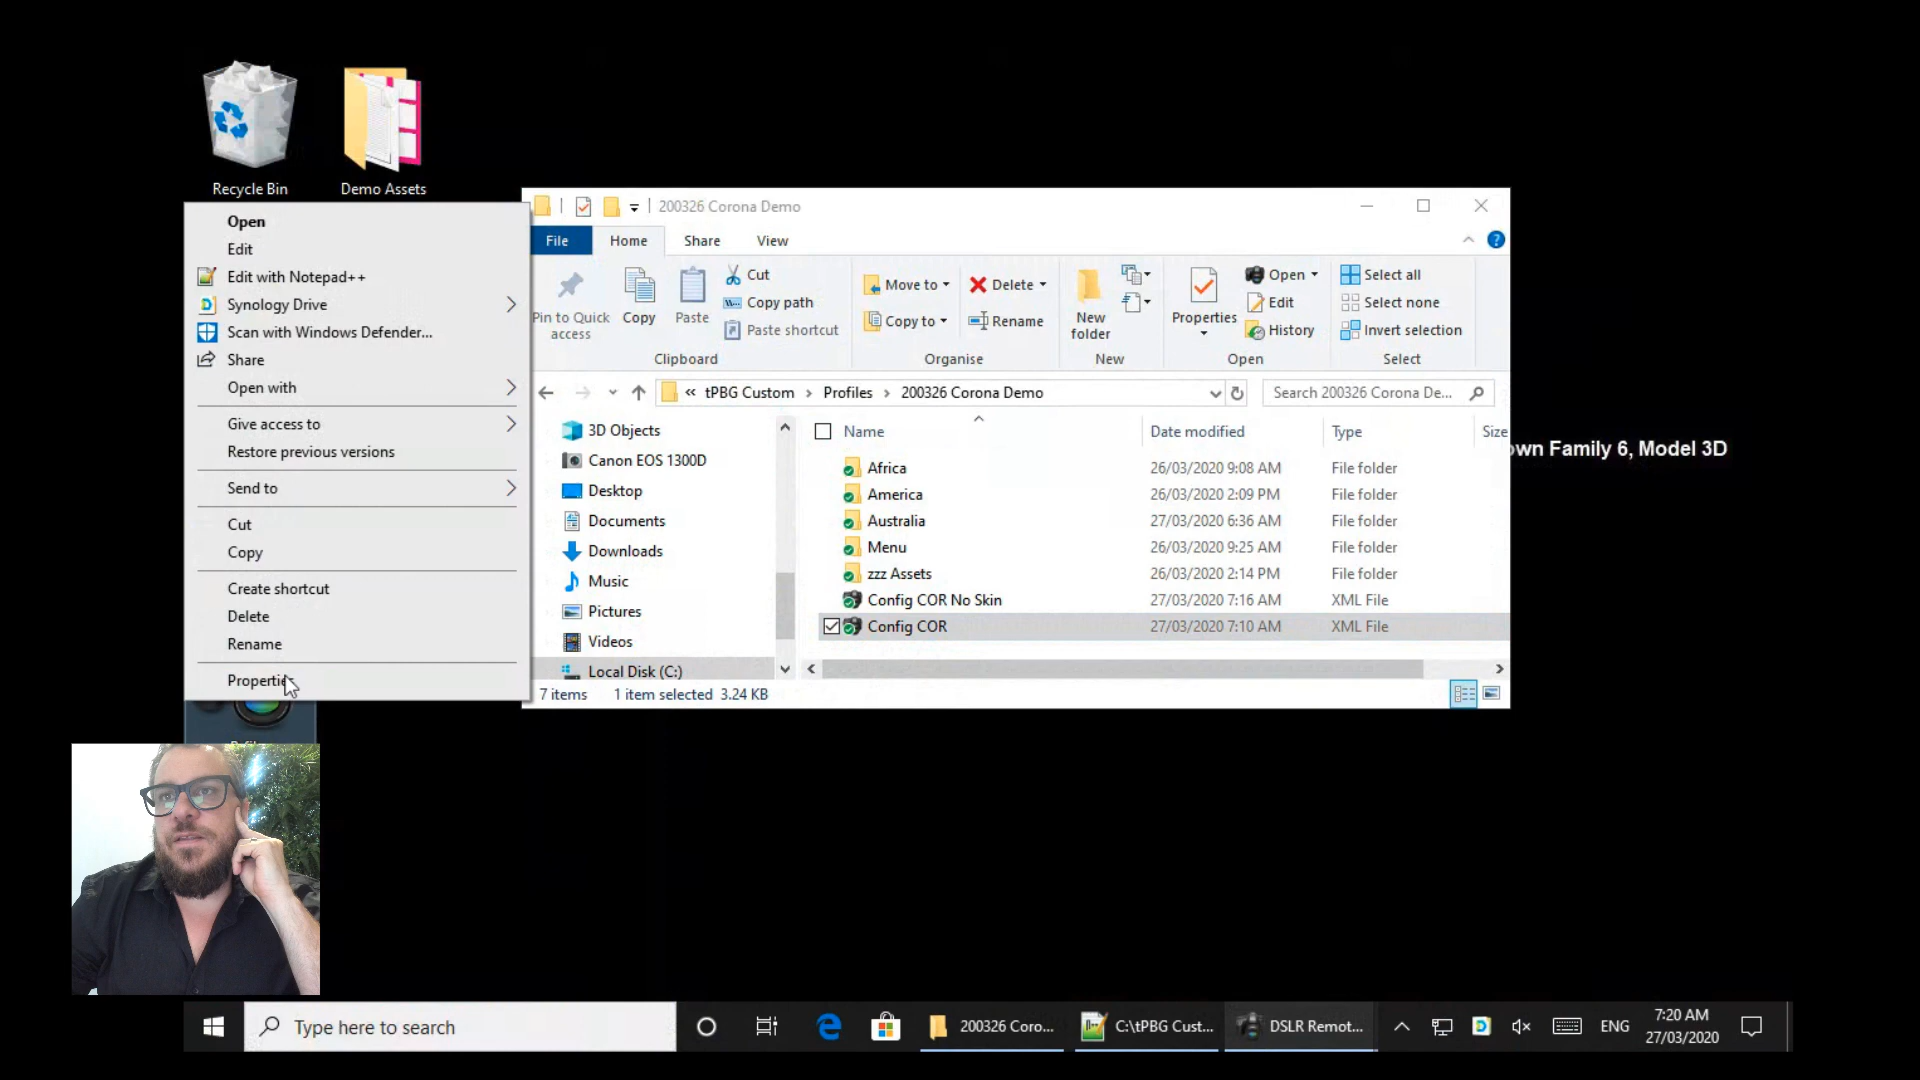 Recycle Bin
Demo Assets
Open
Edit
Edit with Notepad++
Synology Drive
Scan with Windows Defender...
Share
Open with
Give access to
Restore previous versions
Send to
Cut
Copy
Create shortcut
Delete
Rename
Properties
200326 Corona Demo
File
Home
Share
View
Pin to Quick access
Copy
Paste
Cut
Copy path
Paste shortcut
Clipboard
Move to
Copy to
Delete
Rename
Organise
New folder
New
Properties
Open
Edit
History
Open
Select all
Select none
Invert selection
Select
« tPBG Custom › Profiles › 200326 Corona Demo
Search 200326 Corona De...
3D Objects
Canon EOS 1300D
Desktop
Documents
Downloads
Music
Pictures
Videos
Local Disk (C:)
Name Date modified Type Size
Africa 26/03/2020 9:08 AM File folder
America 26/03/2020 2:09 PM File folder
Australia 27/03/2020 6:36 AM File folder
Menu 26/03/2020 9:25 AM File folder
zzz Assets 26/03/2020 2:14 PM File folder
Config COR No Skin 27/03/2020 7:16 AM XML File
Config COR 27/03/2020 7:10 AM XML File
7 items 1 item selected 3.24 KB
own Family 6, Model 3D
Type here to search
200326 Coro...
C:\tPBG Cust...
DSLR Remot...
ENG
7:20 AM
27/03/2020